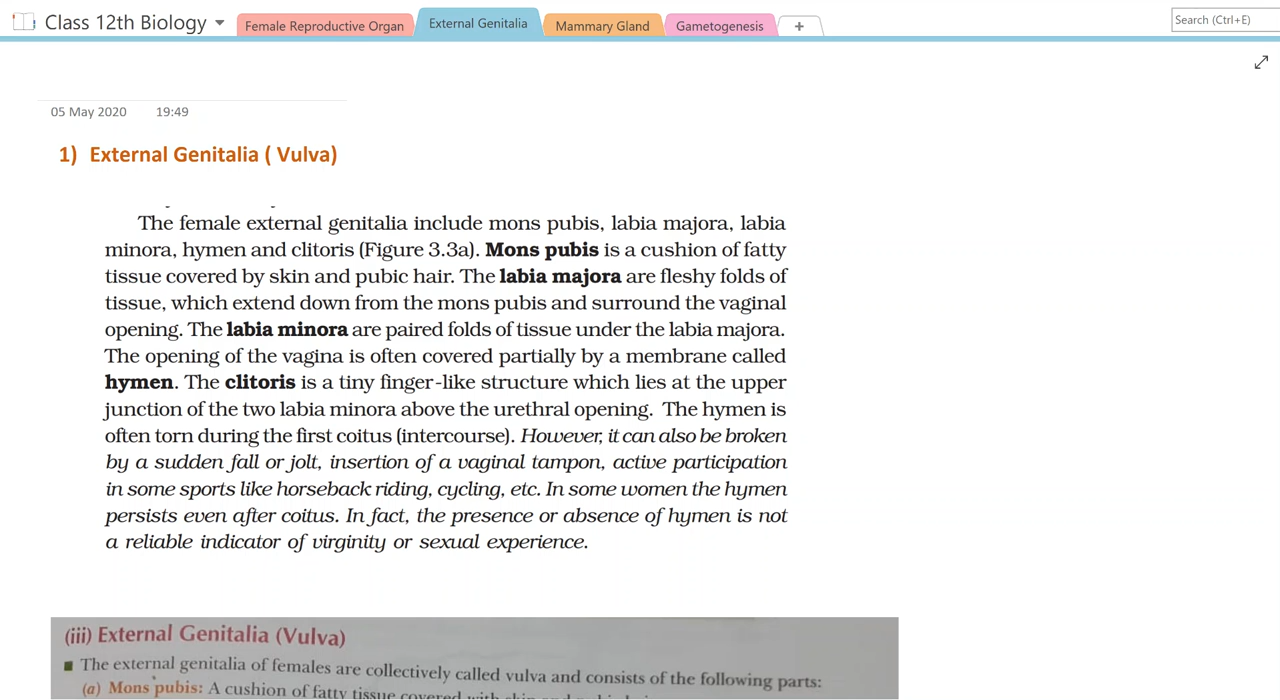 Class 12th Biology
Female Reproductive Organ
External Genitalia
Mammary Gland
Gametogenesis
+
Search (Ctrl+E)
05 May 2020 19:49
1) External Genitalia ( Vulva)
The female external genitalia include mons pubis, labia majora, labia
minora, hymen and clitoris (Figure 3.3a). Mons pubis is a cushion of fatty
tissue covered by skin and pubic hair. The labia majora are fleshy folds of
tissue, which extend down from the mons pubis and surround the vaginal
opening. The labia minora are paired folds of tissue under the labia majora.
The opening of the vagina is often covered partially by a membrane called
hymen. The clitoris is a tiny finger-like structure which lies at the upper
junction of the two labia minora above the urethral opening. The hymen is
often torn during the first coitus (intercourse). However, it can also be broken
by a sudden fall or jolt, insertion of a vaginal tampon, active participation
in some sports like horseback riding, cycling, etc. In some women the hymen
persists even after coitus. In fact, the presence or absence of hymen is not
a reliable indicator of virginity or sexual experience.
(iii) External Genitalia (Vulva)
■ The external genitalia of females are collectively called vulva and consists of the following parts:
(a) Mons pubis: A cushion of fatty tissue covered with skin and